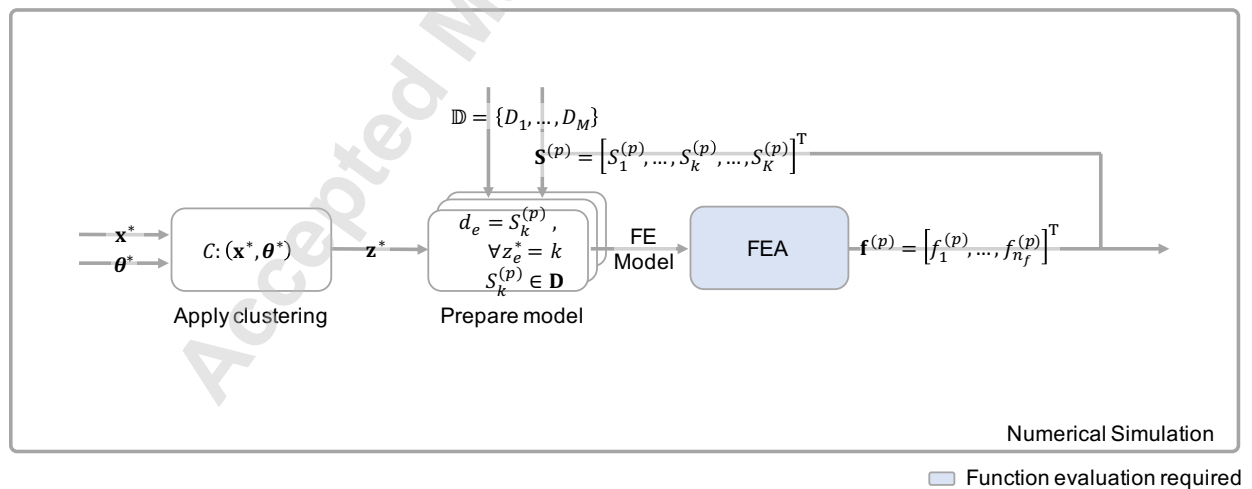 Accepted M
𝔻 = {D_1, …, D_M}
𝐒^(p) = [S_1^(p), …, S_k^(p), …, S_K^(p)]^T
𝐱*
𝛉*
C: (𝐱*, 𝛉*)
Apply clustering
𝐳*
d_e = S_k^(p) ,
∀z_e^* = k
S_k^(p) ∈ 𝐃
Prepare model
FE
Model
FEA
𝐟^(p) = [f_1^(p), …, f_{n_f}^(p)]^T
Numerical Simulation
Function evaluation required